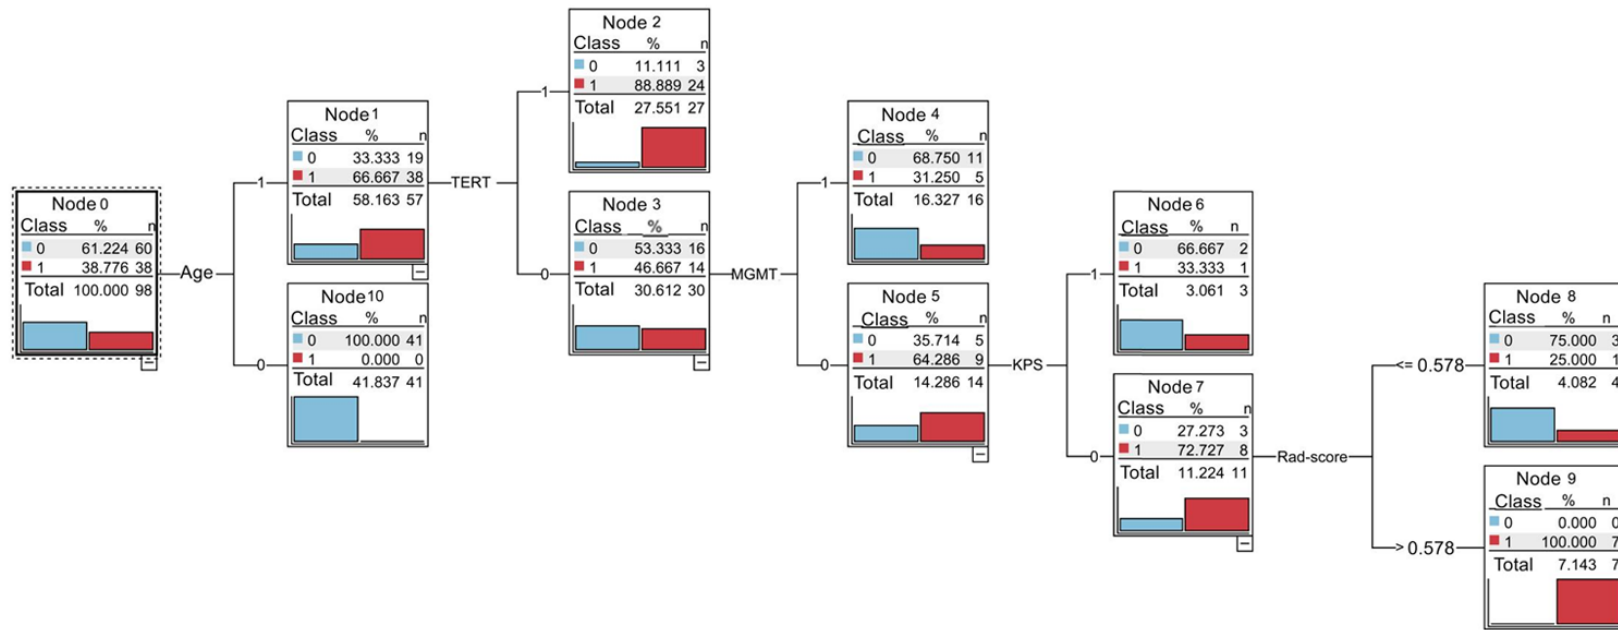 Node 0
Class % n
0 61.224 60
1 38.776 38
Total 100.000 98
Age
1
0
Node 1
Class % n
0 33.333 19
1 66.667 38
Total 58.163 57
Node 10
Class % n
0 100.000 41
1 0.000 0
Total 41.837 41
TERT
1
0
Node 2
Class % n
0 11.111 3
1 88.889 24
Total 27.551 27
Node 3
Class % n
0 53.333 16
1 46.667 14
Total 30.612 30
MGMT
1
0
Node 4
Class % n
0 68.750 11
1 31.250 5
Total 16.327 16
Node 5
Class % n
0 35.714 5
1 64.286 9
Total 14.286 14
KPS
1
0
Node 6
Class % n
0 66.667 2
1 33.333 1
Total 3.061 3
Node 7
Class % n
0 27.273 3
1 72.727 8
Total 11.224 11
Rad-score
<= 0.578
> 0.578
Node 8
Class % n
0 75.000 3
1 25.000 1
Total 4.082 4
Node 9
Class % n
0 0.000 0
1 100.000 7
Total 7.143 7